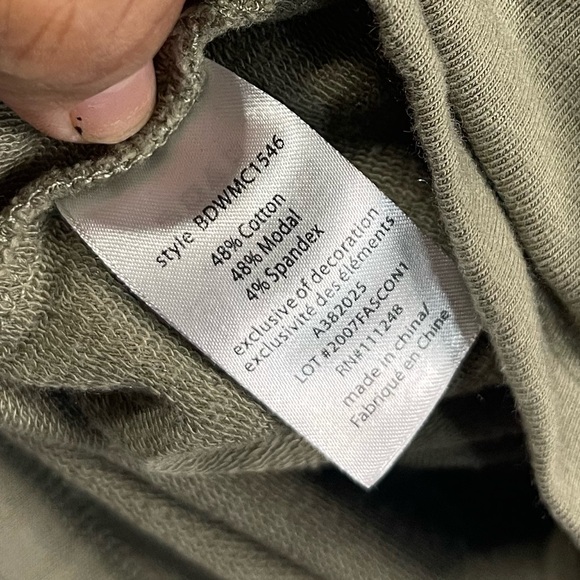 style BDWMC1546
48% Cotton
48% Modal
4% Spandex
exclusive of decoration
exclusivité des éléments
A382025
LOT #2007FASCON1
RN#111248
made in china/
Fabriqué en Chine